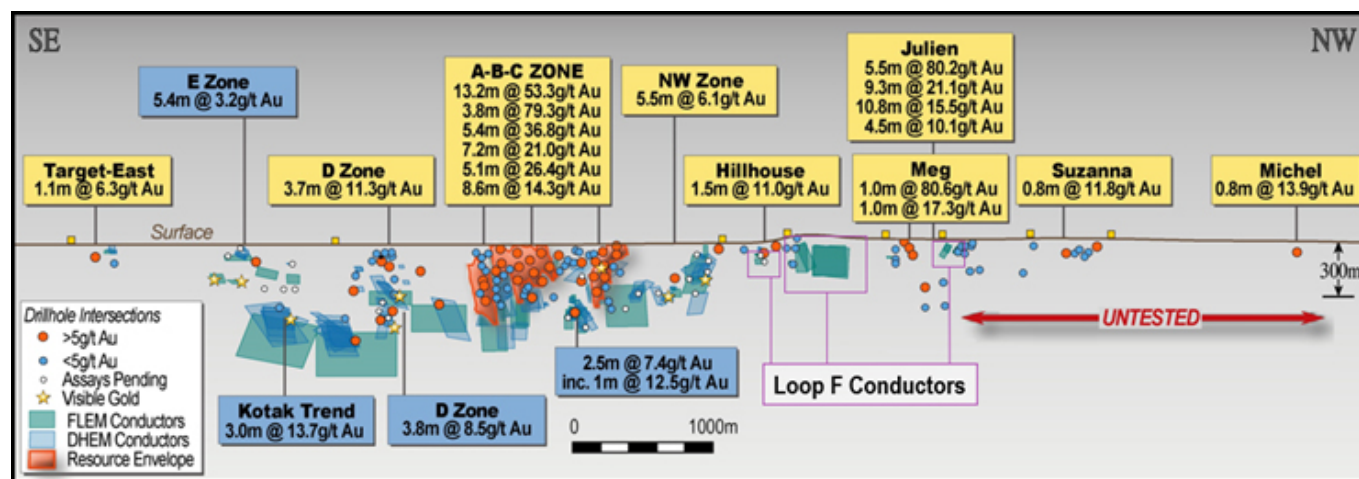 SE
NW
E Zone
5.4m @ 3.2g/t Au
A-B-C ZONE
13.2m @ 53.3g/t Au
3.8m @ 79.3g/t Au
5.4m @ 36.8g/t Au
7.2m @ 21.0g/t Au
5.1m @ 26.4g/t Au
8.6m @ 14.3g/t Au
NW Zone
5.5m @ 6.1g/t Au
Julien
5.5m @ 80.2g/t Au
9.3m @ 21.1g/t Au
10.8m @ 15.5g/t Au
4.5m @ 10.1g/t Au
Target-East
1.1m @ 6.3g/t Au
D Zone
3.7m @ 11.3g/t Au
Hillhouse
1.5m @ 11.0g/t Au
Meg
1.0m @ 80.6g/t Au
1.0m @ 17.3g/t Au
Suzanna
0.8m @ 11.8g/t Au
Michel
0.8m @ 13.9g/t Au
Surface
300m
UNTESTED
Drillhole Intersections
>5g/t Au
<5g/t Au
Assays Pending
Visible Gold
FLEM Conductors
DHEM Conductors
Resource Envelope
Kotak Trend
3.0m @ 13.7g/t Au
D Zone
3.8m @ 8.5g/t Au
2.5m @ 7.4g/t Au
inc. 1m @ 12.5g/t Au
Loop F Conductors
0 1000m